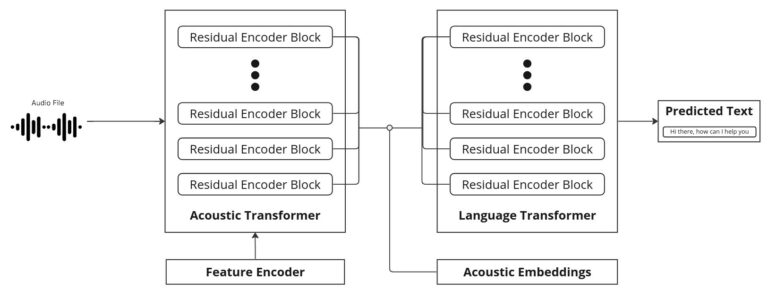 Audio File
Residual Encoder Block
Residual Encoder Block
Residual Encoder Block
Residual Encoder Block
Acoustic Transformer
Feature Encoder
Residual Encoder Block
Residual Encoder Block
Residual Encoder Block
Residual Encoder Block
Language Transformer
Acoustic Embeddings
Predicted Text
Hi there, how can I help you